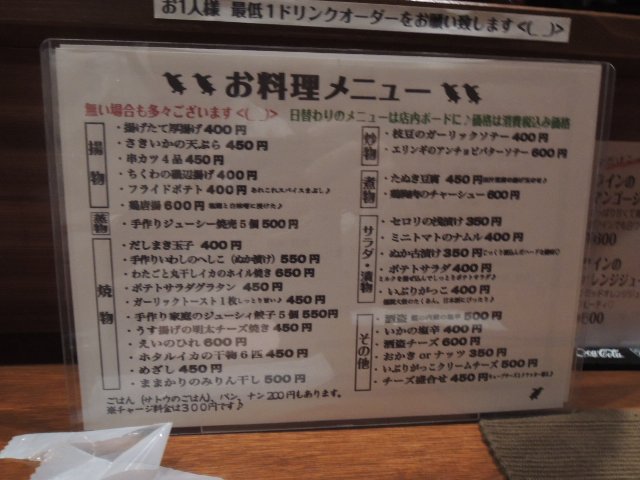 お1人様 最低1ドリンクオーダーをお願い致します<(_ _)>
お料理メニュー
無い場合も多々ございます<(_ _)> 日替わりのメニューは店内ボードに♪価格は消費税込み価格
揚物
・揚げたて厚揚げ 400円
・さきいかの天ぷら 450円
・串カツ4品 450円
・ちくわの磯辺揚げ 400円
・フライドポテト 400円
・鶏唐揚 600円
蒸物
・手作りジューシー焼売5個 500円
焼物
・だしまき玉子 400円
・手作りいわしのへしこ (ぬか漬け) 550円
・わたごと丸干しイカのホイル焼き 650円
・ポテトサラダグラタン 450円
・ガーリックトースト1枚 450円
・手作り家庭のジューシィ餃子5個 550円
・うす揚げの明太チーズ焼き 450円
・えいのひれ 600円
・ホタルイカの干物6匹 450円
・めざし 450円
・ままかりのみりん干し 500円
ごはん (サトウのごはん)、パン、ナン200円もあります。
※チャージ料金は300円です♪
炒物
・枝豆のガーリックソテー 400円
・エリンギのアンチョビバターソテー 600円
煮物
・たぬき豆腐 450円
のチャーシュー 600円
サラダ・漬物
・セロリの浅漬け 350円
・ミニトマトのナムル 400円
・ぬか古漬け 350円
・ポテトサラダ 400円
・いぶりがっこ 400円
その他
・酒盗 500円
・いかの塩辛 400円
・酒盗チーズ 600円
・おかき or ナッツ 350円
・いぶりがっこクリームチーズ 500円
・チーズ盛合せ 450円